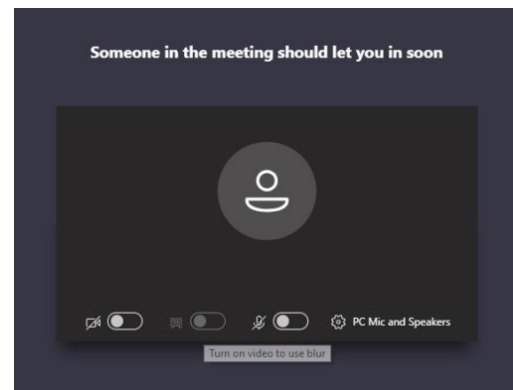 Someone in the meeting should let you in soon
PC Mic and Speakers
Turn on video to use blur